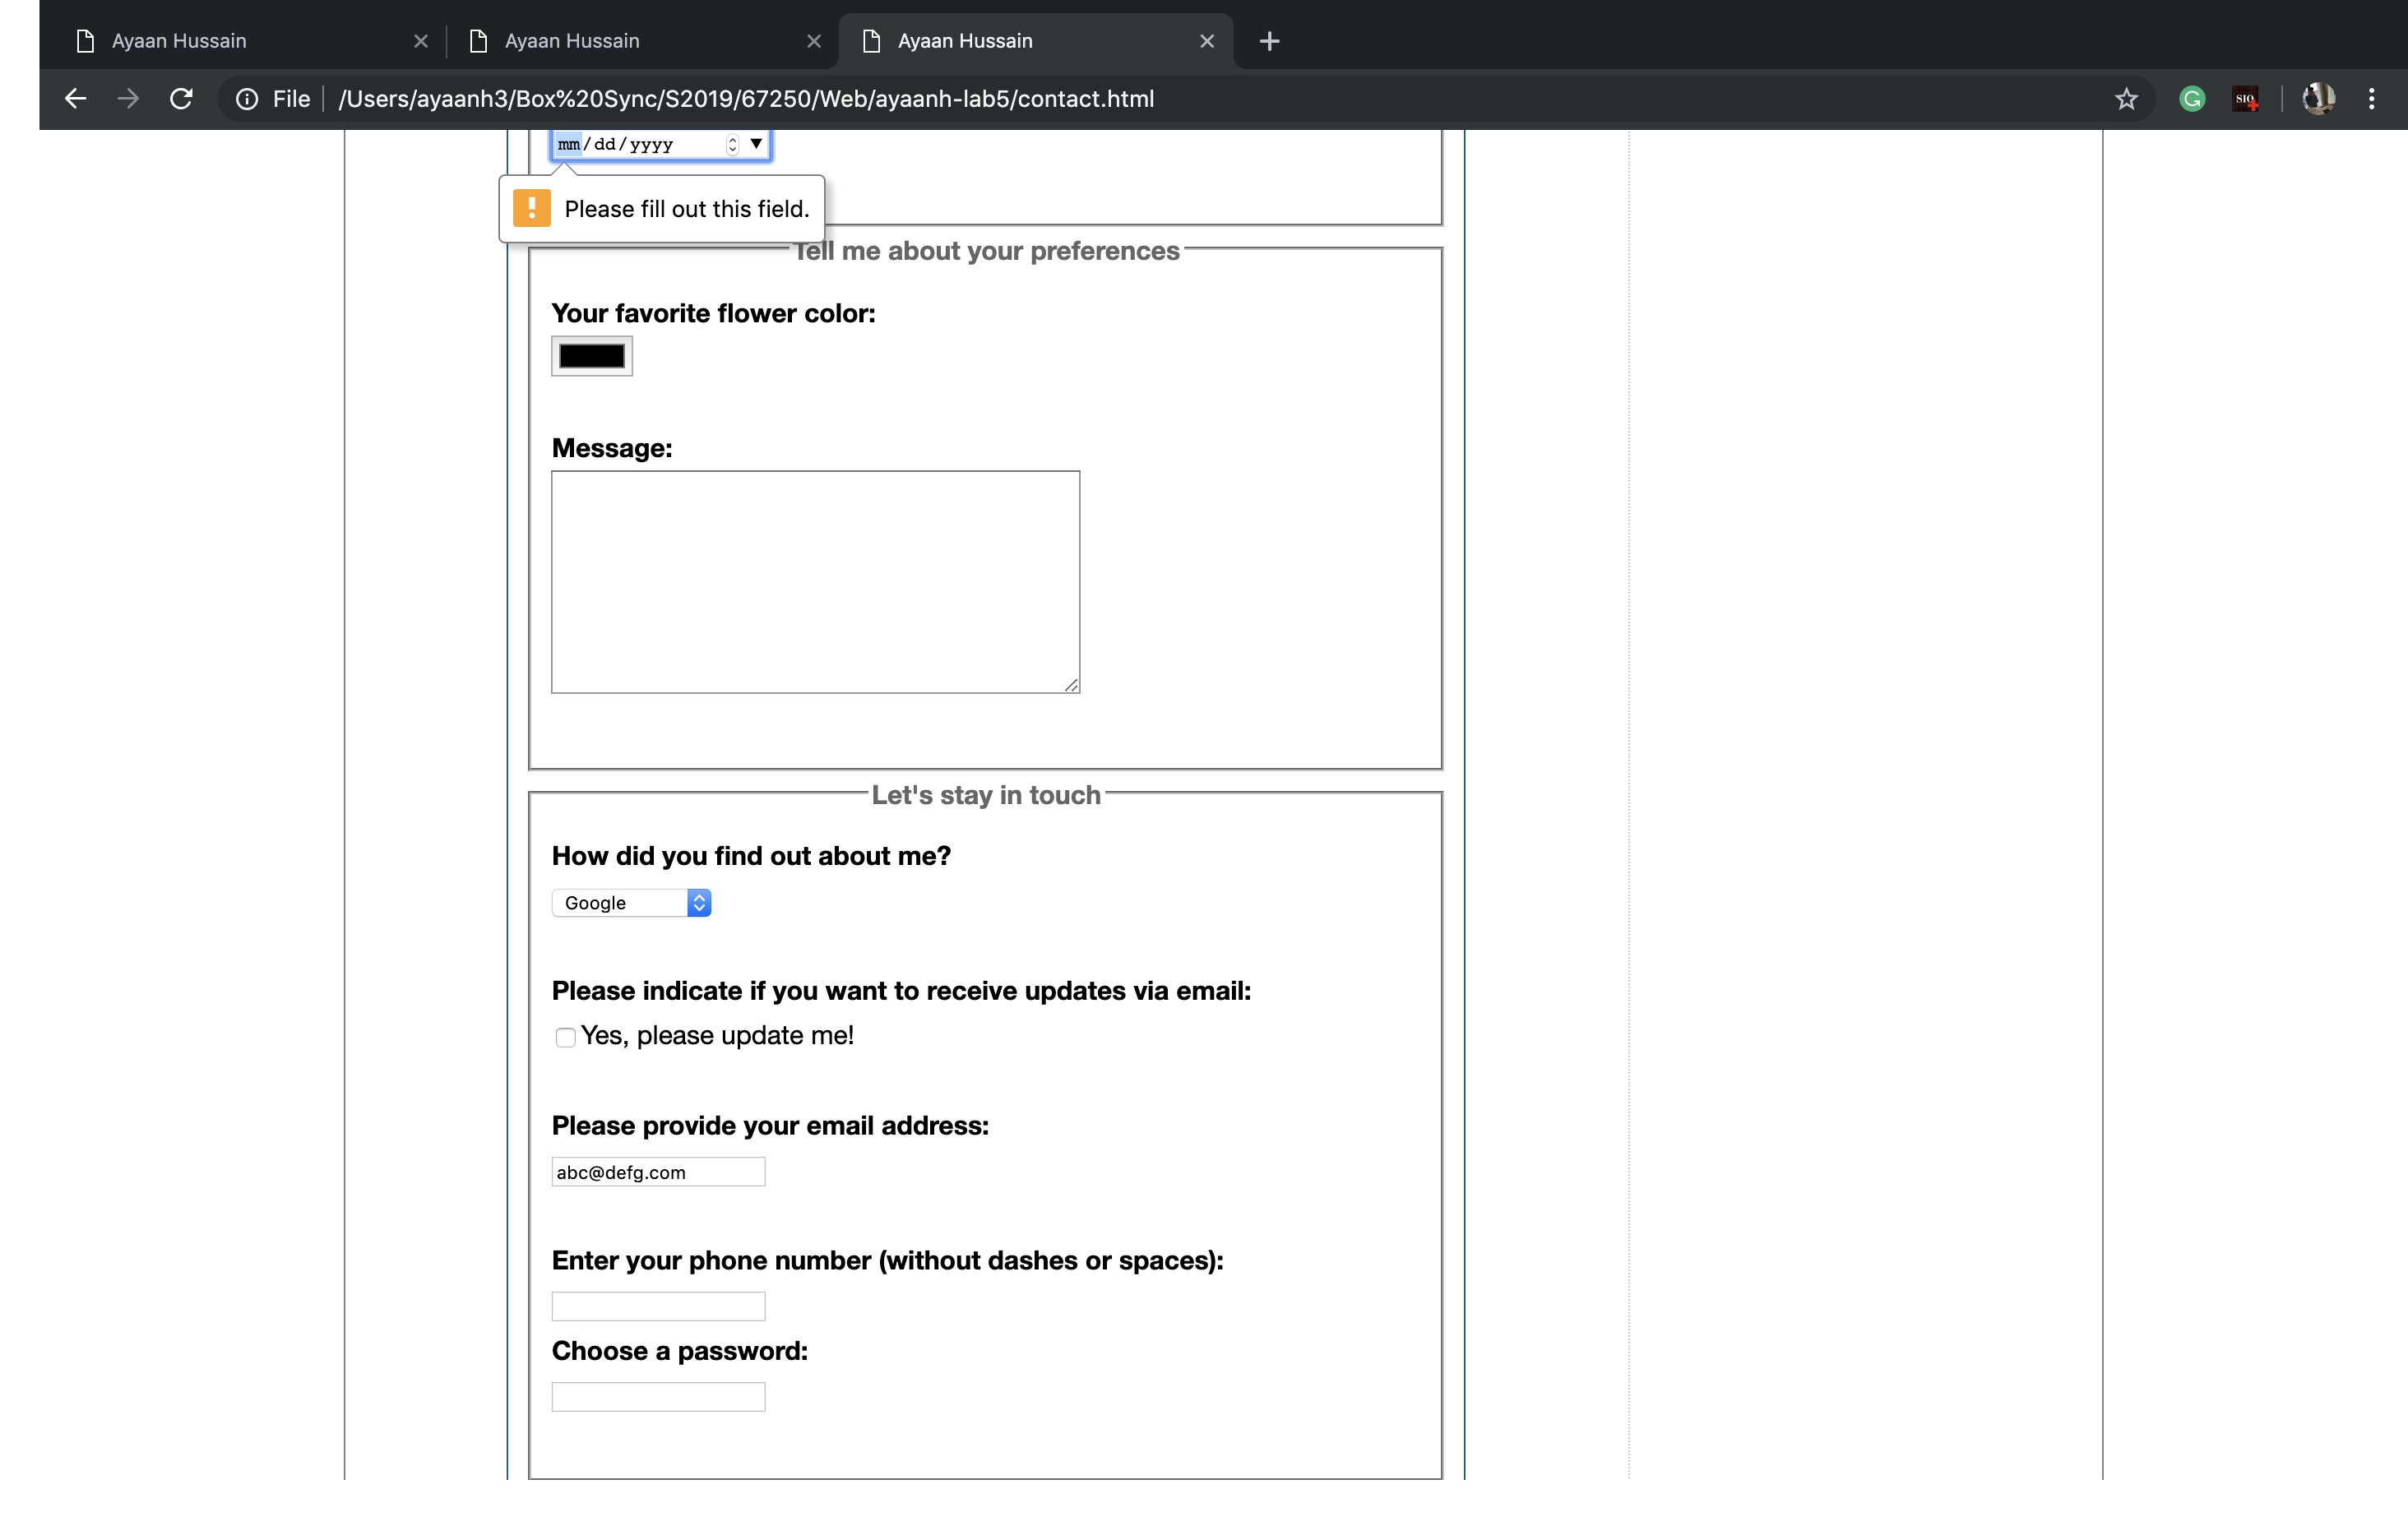 Ayaan Hussain
Ayaan Hussain
Ayaan Hussain
File /Users/ayaanh3/Box%20Sync/S2019/67250/Web/ayaanh-lab5/contact.html
G
SIO
mm/dd/yyyy
Please fill out this field.
Tell me about your preferences
Your favorite flower color:
Message:
Let's stay in touch
How did you find out about me?
Google
Please indicate if you want to receive updates via email:
Yes, please update me!
Please provide your email address:
abc@defg.com
Enter your phone number (without dashes or spaces):
Choose a password: